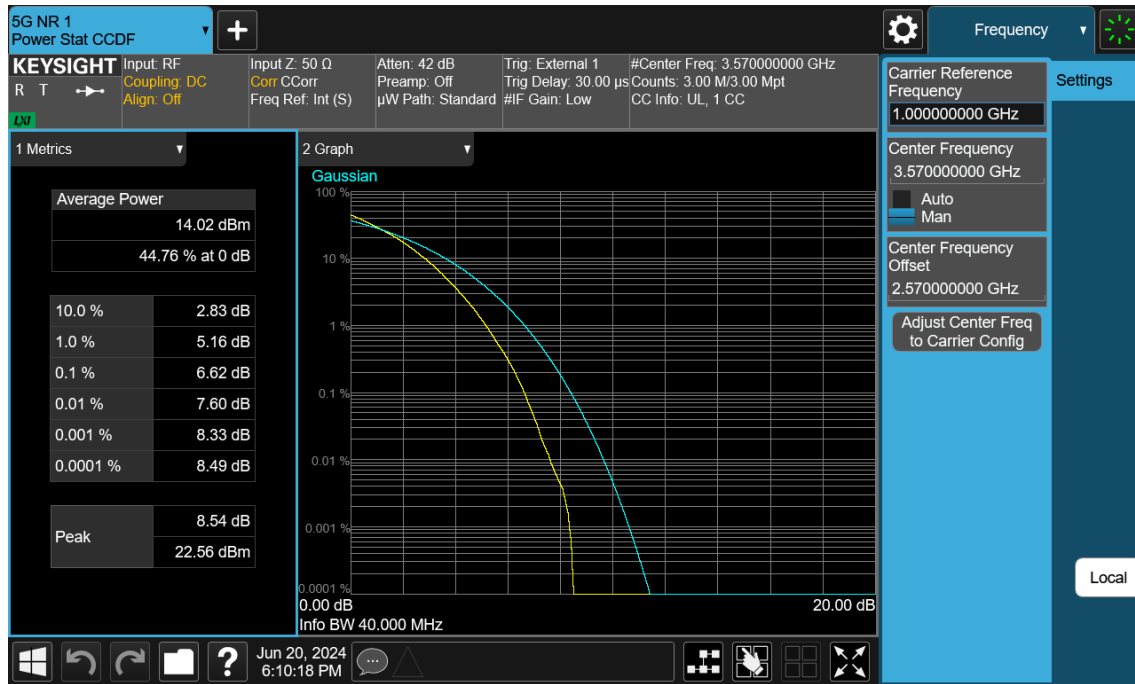 5G NR 1
Power Stat CCDF
Frequency
KEYSIGHT
R T
LXI
Input: RF
Coupling: DC
Align: Off
Input Z: 50 Ω
Corr CCorr
Freq Ref: Int (S)
Atten: 42 dB
Preamp: Off
µW Path: Standard
Trig: External 1
Trig Delay: 30.00 µs
#IF Gain: Low
#Center Freq: 3.570000000 GHz
Counts: 3.00 M/3.00 Mpt
CC Info: UL, 1 CC
1 Metrics
Average Power
14.02 dBm
44.76 % at 0 dB
10.0 % 2.83 dB
1.0 % 5.16 dB
0.1 % 6.62 dB
0.01 % 7.60 dB
0.001 % 8.33 dB
0.0001 % 8.49 dB
Peak
8.54 dB
22.56 dBm
2 Graph
Gaussian
100 %
10 %
1 %
0.1 %
0.01 %
0.001 %
0.0001 %
0.00 dB 20.00 dB
Info BW 40.000 MHz
Carrier Reference
Frequency
1.000000000 GHz
Center Frequency
3.570000000 GHz
Auto
Man
Center Frequency
Offset
2.570000000 GHz
Adjust Center Freq
to Carrier Config
Settings
Local
?
Jun 20, 2024
6:10:18 PM